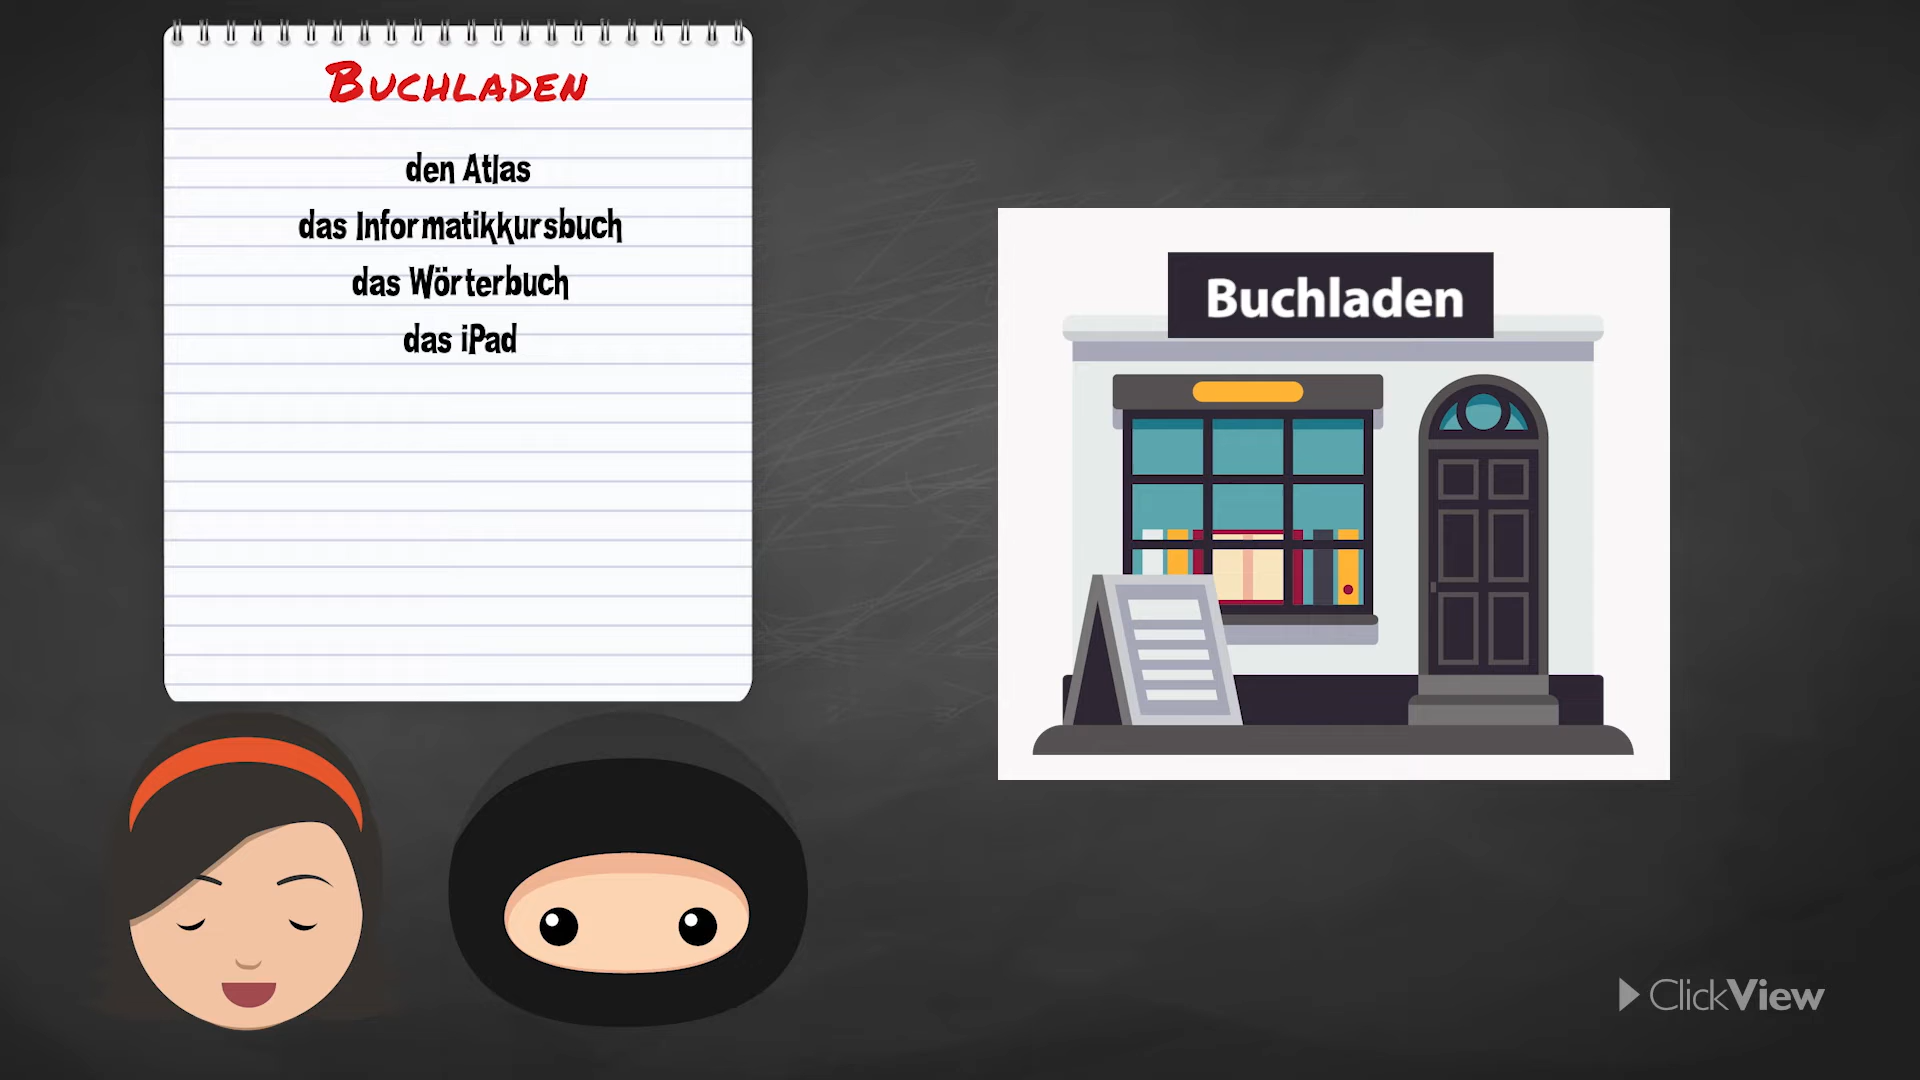 BUCHLADEN
den Atlas
das Informatikkursbuch
das Wörterbuch
das iPad
Buchladen
ClickView